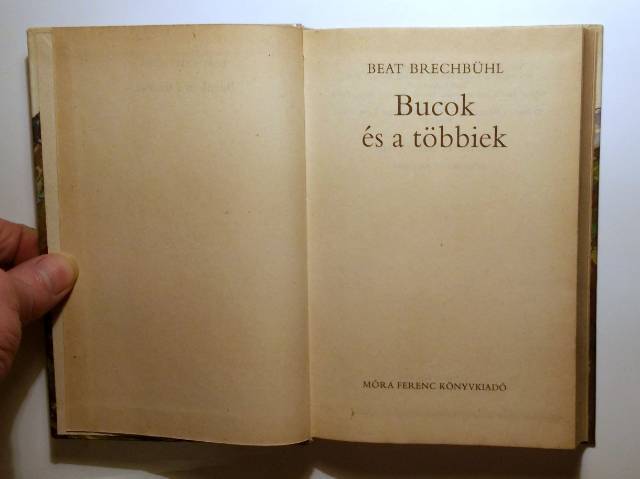 BEAT BRECHBÜHL
Bucok
és a többiek
MÓRA FERENC KÖNYVKIADÓ